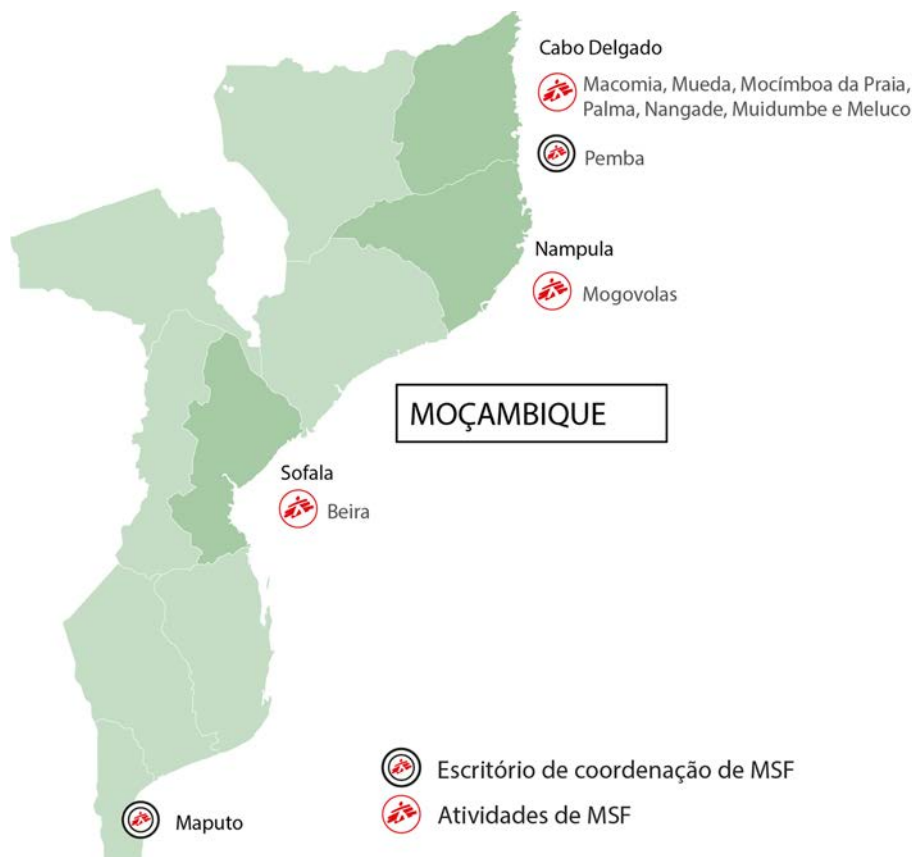 Cabo Delgado
Macomia, Mueda, Mocímboa da Praia,
Palma, Nangade, Muidumbe e Meluco
Pemba
Nampula
Mogovolas
MOÇAMBIQUE
Sofala
Beira
Escritório de coordenação de MSF
Atividades de MSF
Maputo